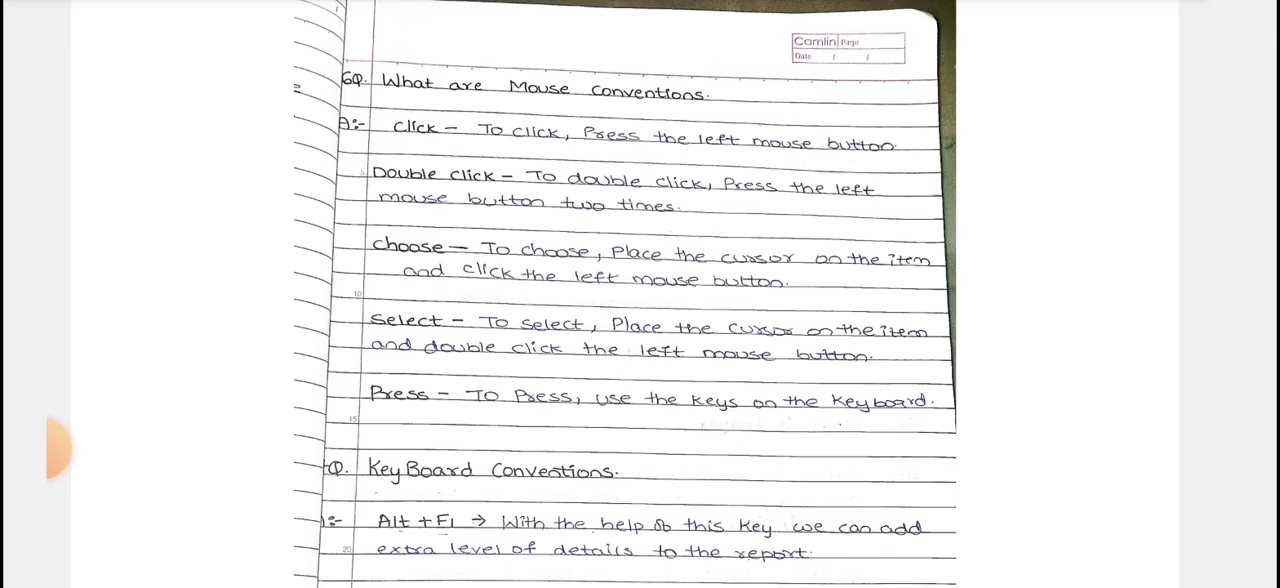 Camlin Page
Date / /
6Q. What are Mouse conventions.
A:- Click - To click, Press the left mouse button.
5
Double click - To double click, Press the left
mouse button two times.
choose - To choose, Place the cursor on the item
and click the left mouse button.
10
Select - To select, Place the cursor on the item
and double click the left mouse button.
Press - To Press, use the keys on the keyboard.
15
Q. KeyBoard Conventions.
:- Alt + F1 → With the help of this Key we can add
20
extra level of details to the report.